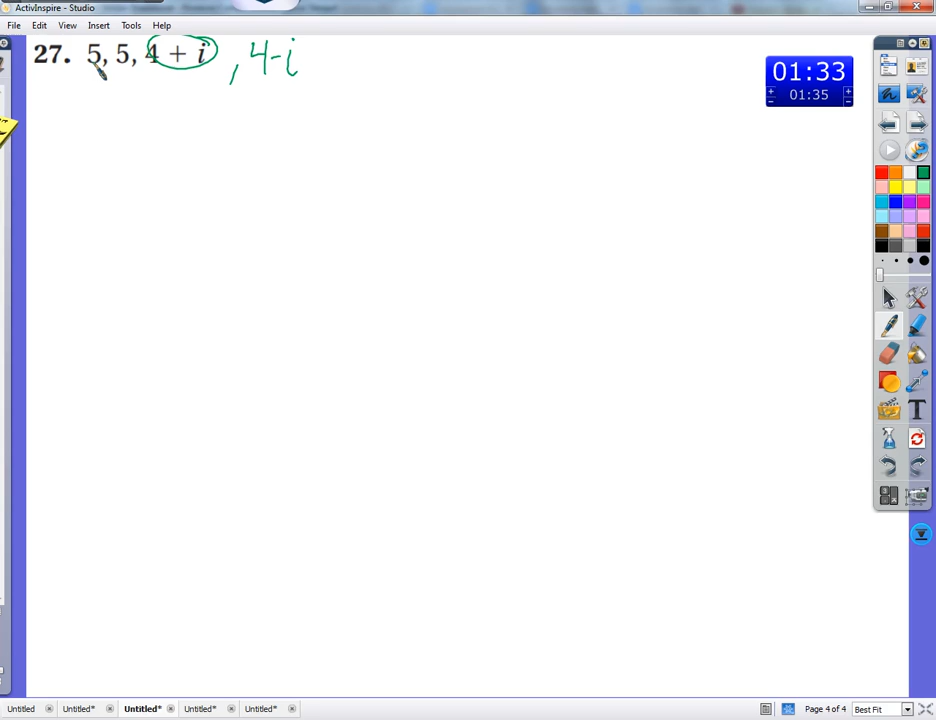 ActivInspire - Studio
File Edit View Insert Tools Help
27. 5, 5, 4 + i , 4-i
01:33
01:35
T
Untitled Untitled* Untitled* Untitled* Untitled* Page 4 of 4 Best Fit